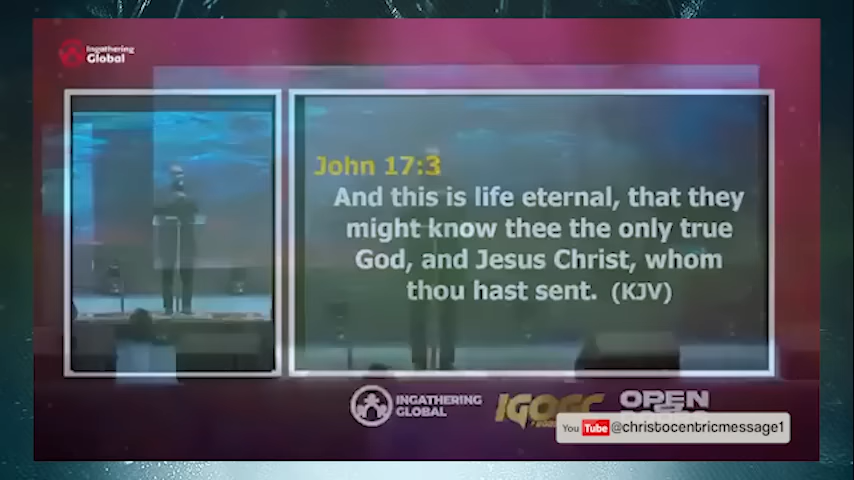 Ingathering
Global
John 17:3
And this is life eternal, that they
might know thee the only true
God, and Jesus Christ, whom
thou hast sent. (KJV)
INGATHERING
GLOBAL
IGOGC
OPEN
You Tube @christocentricmessage1